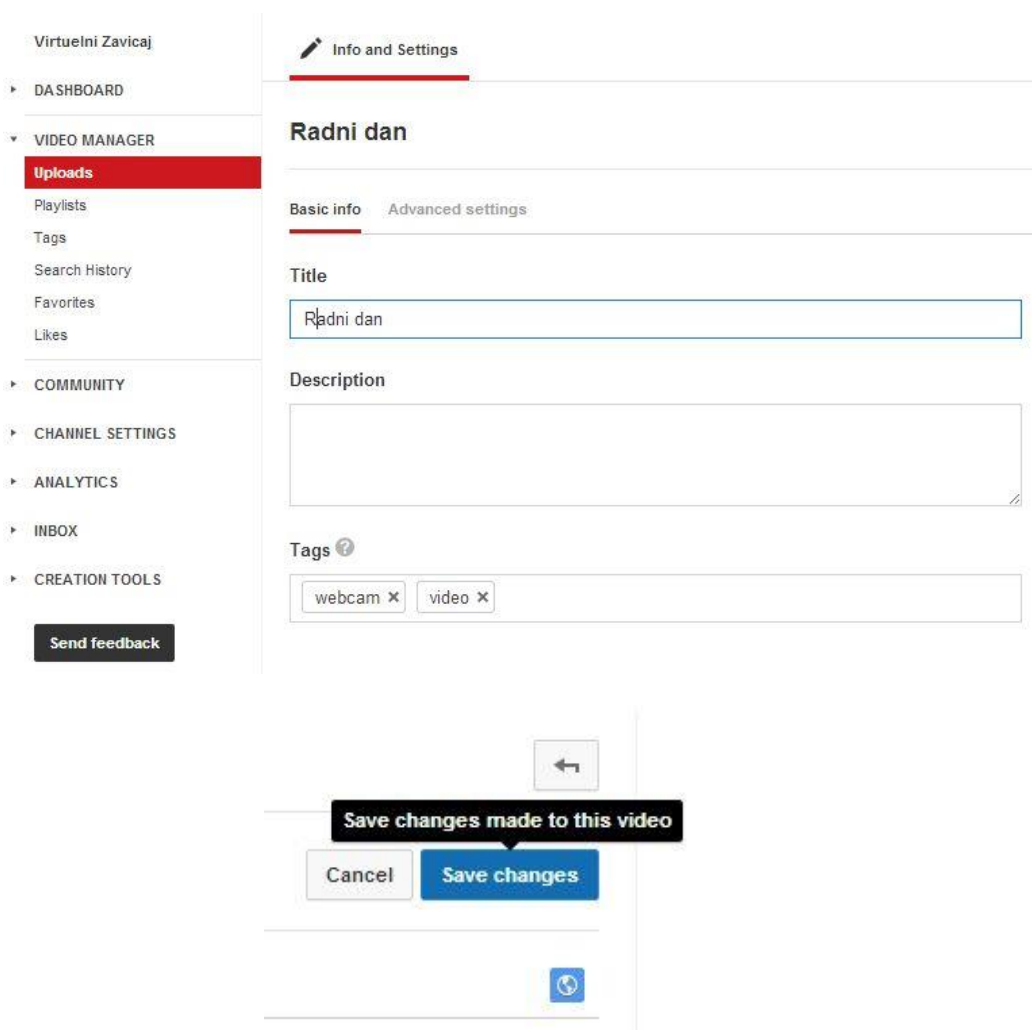 Virtuelni Zavicaj
DASHBOARD
VIDEO MANAGER
Uploads
Playlists
Tags
Search History
Favorites
Likes
COMMUNITY
CHANNEL SETTINGS
ANALYTICS
INBOX
CREATION TOOLS
Send feedback
Info and Settings
Radni dan
Basic info Advanced settings
Title
Radni dan
Description
Tags ?
webcam × video ×
Save changes made to this video
Cancel Save changes